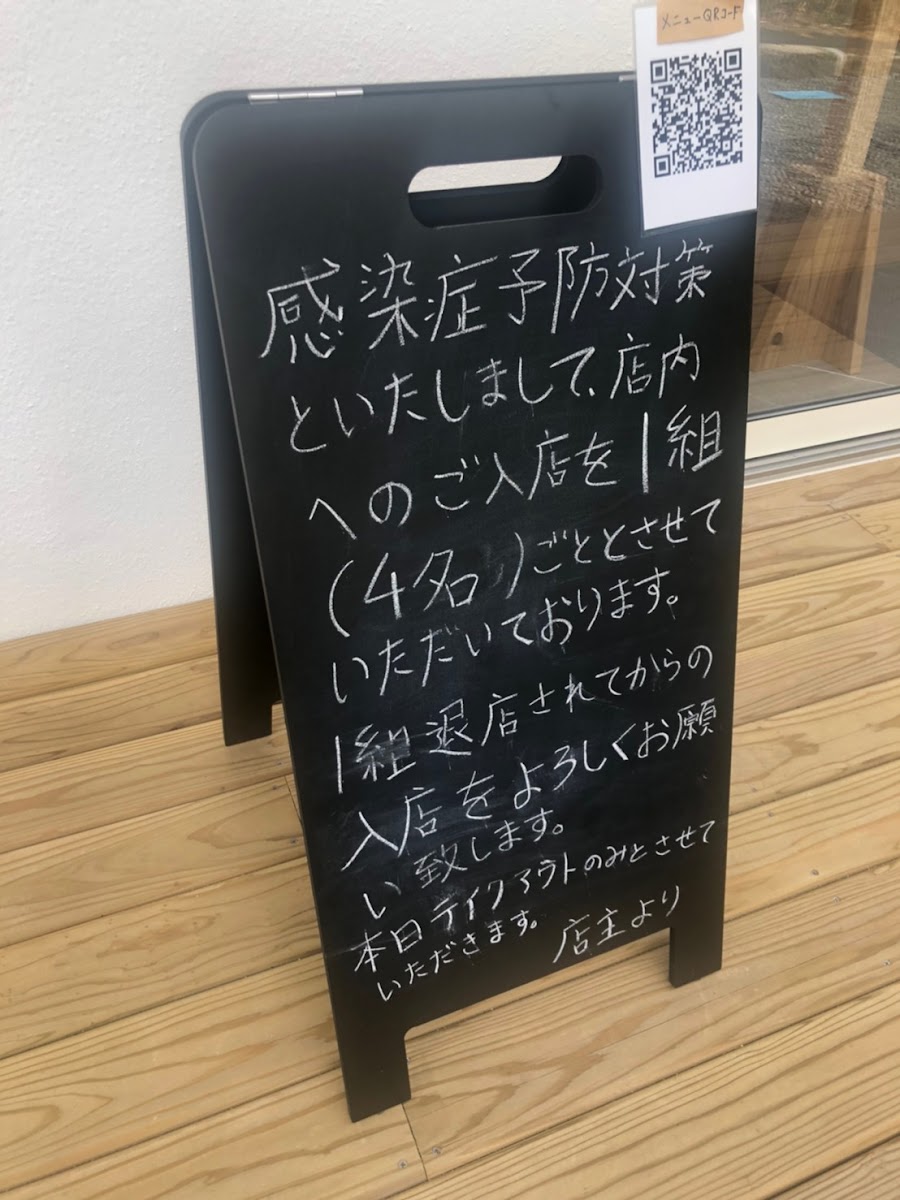 メニューQRコード
感染症予防対策
といたしまして、店内
へのご入店を1組
(4名)ごととさせて
いただいております。
1組退店されてからの
入店をよろしくお願
い致します。
本日テイクアウトのみとさせて
いただきます。
店主より